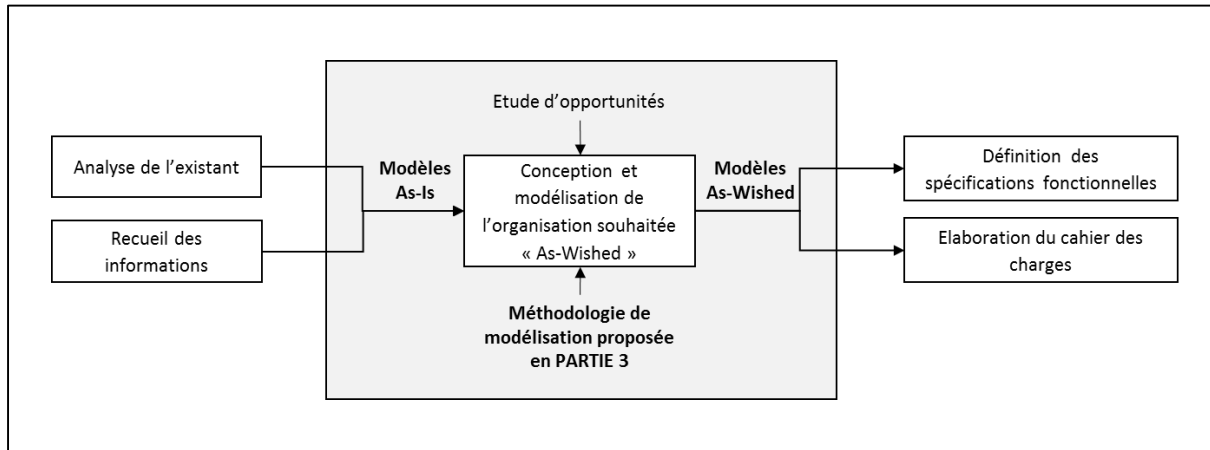 Etude d'opportunités
Analyse de l'existant
Recueil des
informations
Modèles
As-Is
Conception et
modélisation de
l'organisation souhaitée
« As-Wished »
Méthodologie de
modélisation proposée
en PARTIE 3
Modèles
As-Wished
Définition des
spécifications fonctionnelles
Elaboration du cahier des
charges